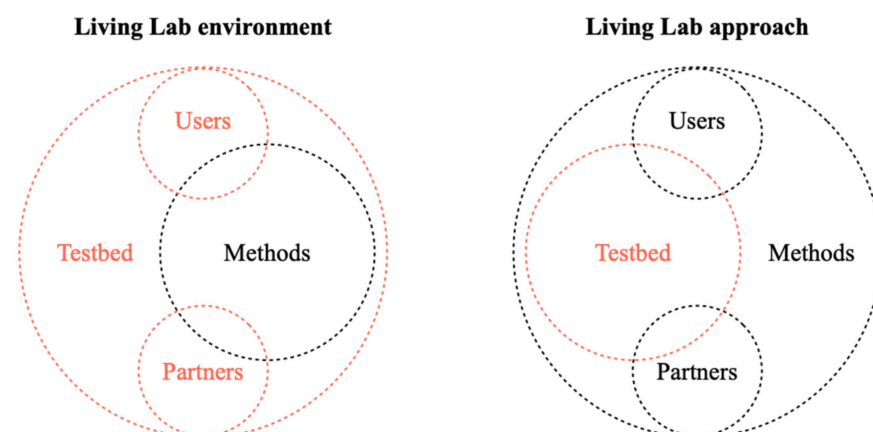 Living Lab environment
Users
Testbed
Methods
Partners
Living Lab approach
Users
Testbed
Methods
Partners